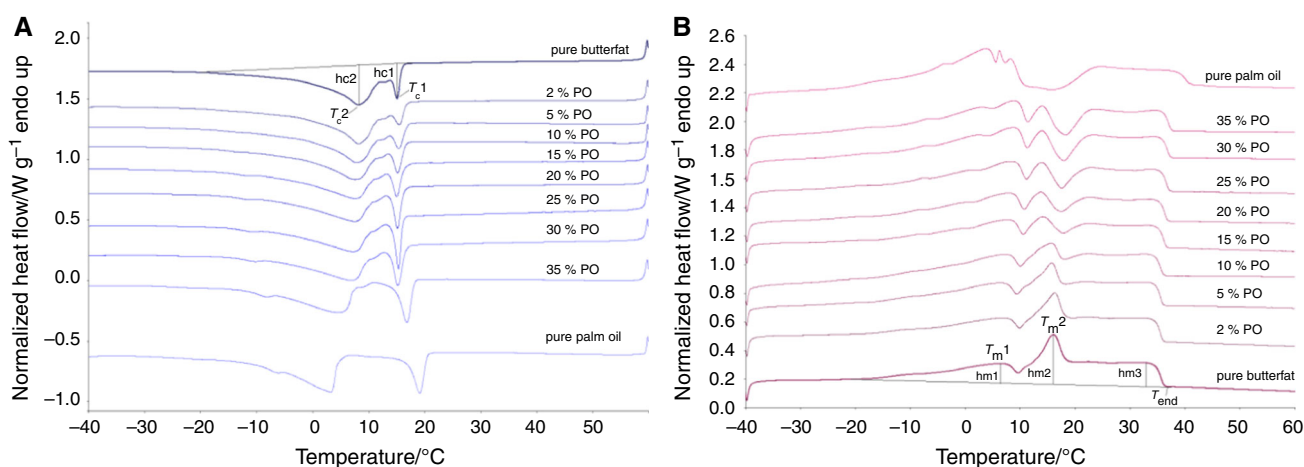 A
Normalized heat flow/W g–1 endo up
2.0
1.5
1.0
0.5
0.0
–0.5
–1.0
pure butterfat
hc2
hc1
Tc1
Tc2
2 % PO
5 % PO
10 % PO
15 % PO
20 % PO
25 % PO
30 % PO
35 % PO
pure palm oil
–40 –30 –20 –10 0 10 20 30 40 50
Temperature/°C
B
Normalized heat flow/W g–1 endo up
2.6
2.4
2.2
2.0
1.8
1.5
1.4
1.2
1.0
0.8
0.6
0.4
0.2
0.0
pure palm oil
35 % PO
30 % PO
25 % PO
20 % PO
15 % PO
10 % PO
5 % PO
2 % PO
Tm2
Tm1
hm1
hm2
hm3
pure butterfat
Tend
–40 –30 –20 –10 0 10 20 30 40 50 60
Temperature/°C